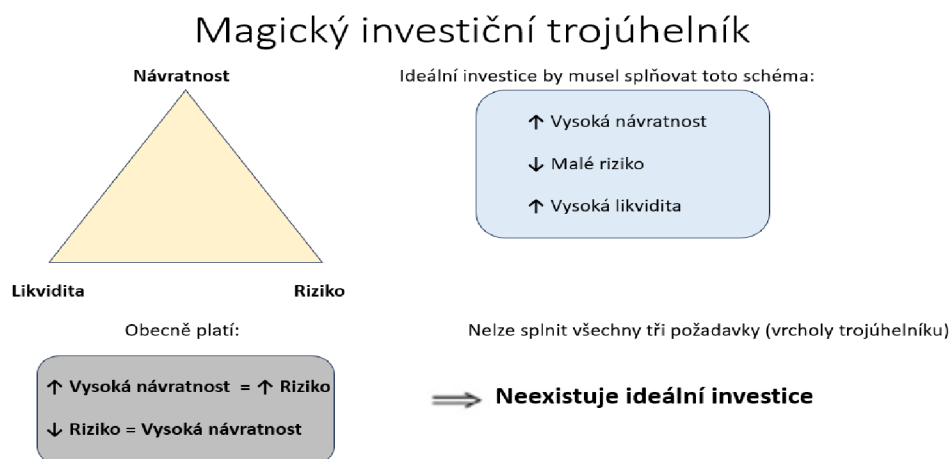 Magický investiční trojúhelník
Návratnost
Likvidita
Riziko
Ideální investice by musel splňovat toto schéma:
↑ Vysoká návratnost
↓ Malé riziko
↑ Vysoká likvidita
Obecně platí:
↑ Vysoká návratnost = ↑ Riziko
↓ Riziko = Vysoká návratnost
Nelze splnit všechny tři požadavky (vrcholy trojúhelníku)
⟹ Neexistuje ideální investice